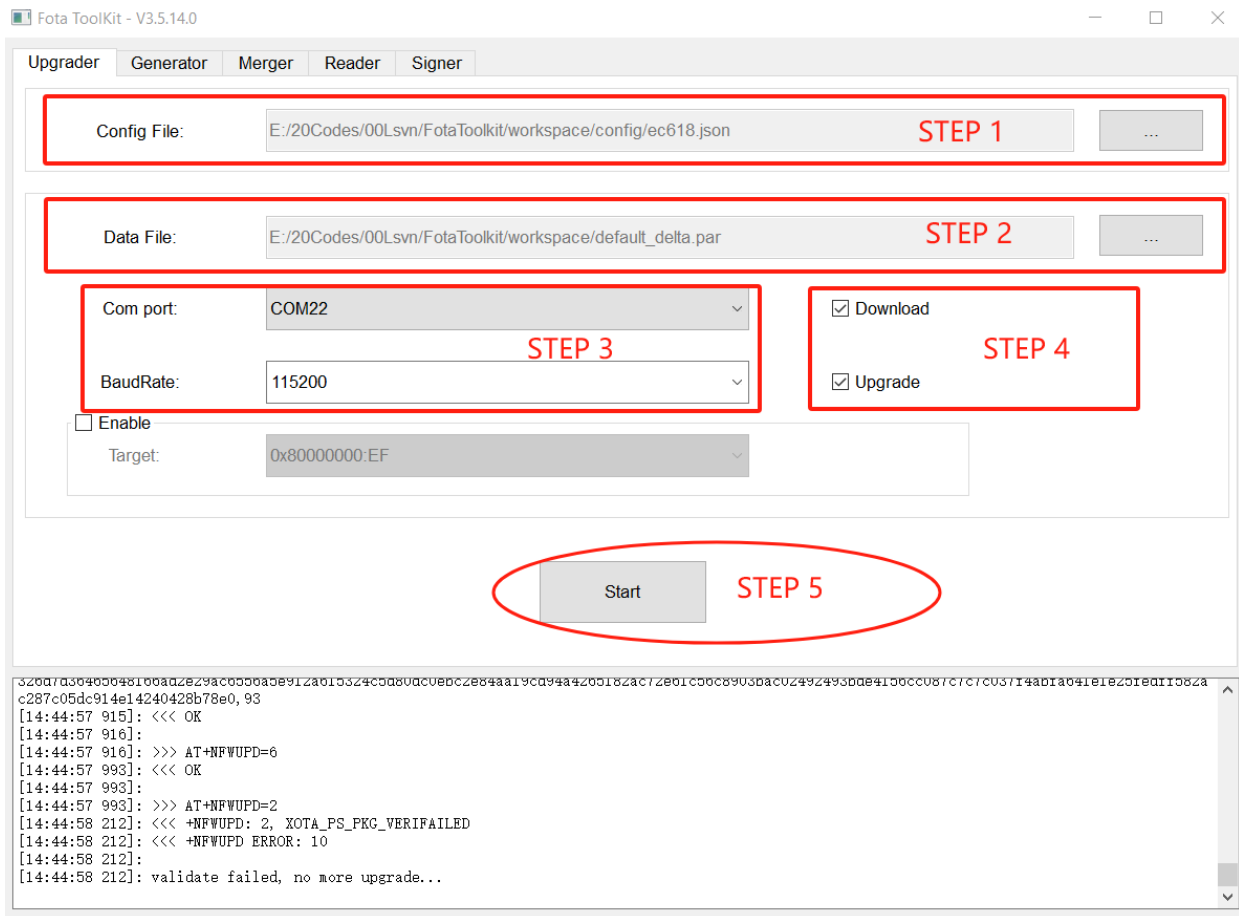 Fota ToolKit - V3.5.14.0
Upgrader Generator Merger Reader Signer
Config File: E:/20Codes/00Lsvn/FotaToolkit/workspace/config/ec618.json STEP 1 ...
Data File: E:/20Codes/00Lsvn/FotaToolkit/workspace/default_delta.par STEP 2 ...
Com port: COM22 Download
STEP 3 STEP 4
BaudRate: 115200 Upgrade
Enable
Target: 0x80000000:EF
Start STEP 5
c287c05dc914e14240428b78e0,93
[14:44:57 915]: <<< OK
[14:44:57 916]:
[14:44:57 916]: >>> AT+NFWUPD=6
[14:44:57 993]: <<< OK
[14:44:57 993]:
[14:44:57 993]: >>> AT+NFWUPD=2
[14:44:58 212]: <<< +NFWUPD: 2, XOTA_PS_PKG_VERIFAILED
[14:44:58 212]: <<< +NFWUPD ERROR: 10
[14:44:58 212]:
[14:44:58 212]: validate failed, no more upgrade...